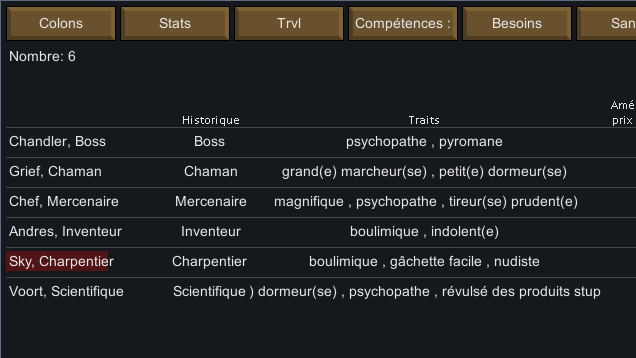 Colons Stats Trvl Compétences : Besoins San
Nombre: 6
Amé
Historique Traits prix
Chandler, Boss Boss psychopathe , pyromane
Grief, Chaman Chaman grand(e) marcheur(se) , petit(e) dormeur(se)
Chef, Mercenaire Mercenaire magnifique , psychopathe , tireur(se) prudent(e)
Andres, Inventeur Inventeur boulimique , indolent(e)
Sky, Charpentier Charpentier boulimique , gâchette facile , nudiste
Voort, Scientifique Scientifique ) dormeur(se) , psychopathe , révulsé des produits stup